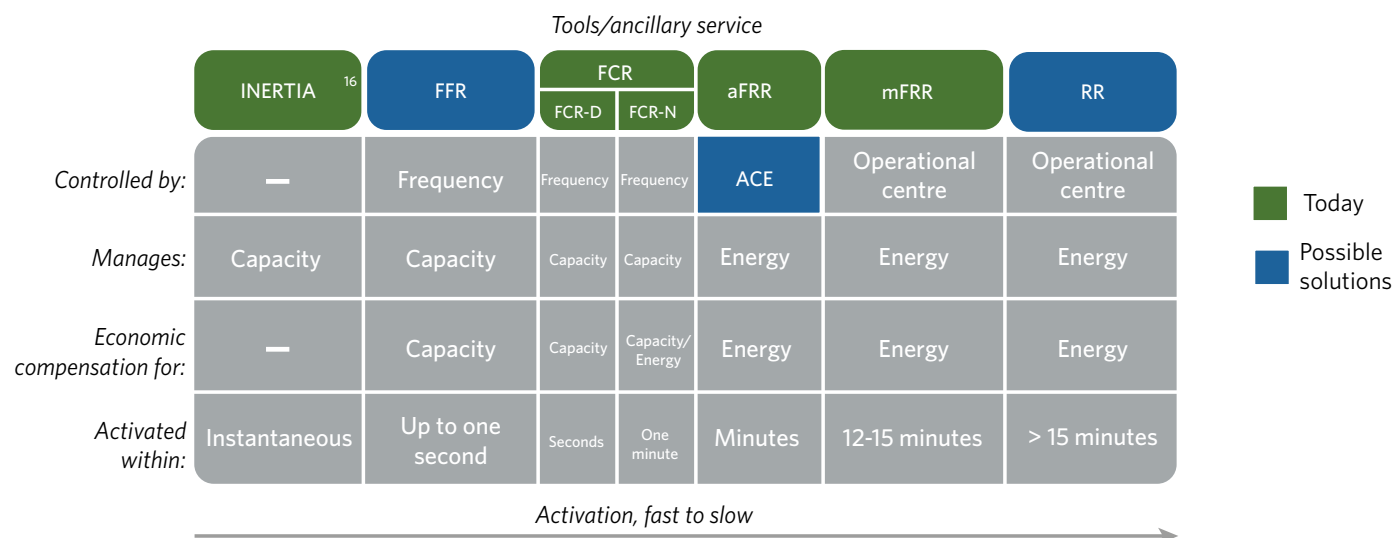 Tools/ancillary service
INERTIA 16
FFR
FCR
FCR-D
FCR-N
aFRR
mFRR
RR
Controlled by:
—
Frequency
Frequency
Frequency
ACE
Operational
centre
Operational
centre
Manages:
Capacity
Capacity
Capacity
Capacity
Energy
Energy
Energy
Economic
compensation for:
—
Capacity
Capacity
Capacity/
Energy
Energy
Energy
Energy
Activated
within:
Instantaneous
Up to one
second
Seconds
One
minute
Minutes
12-15 minutes
> 15 minutes
Activation, fast to slow
Today
Possible
solutions